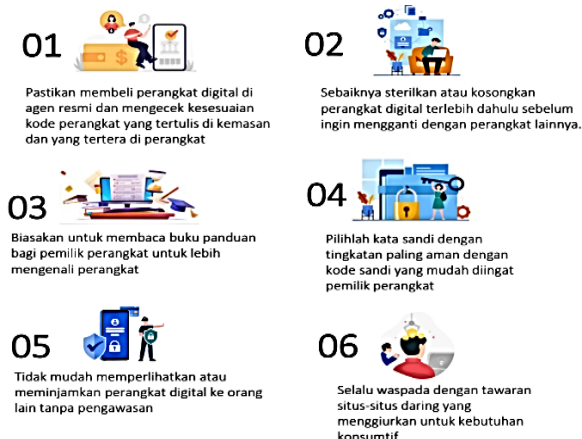 01
Pastikan membeli perangkat digital di
agen resmi dan mengecek kesesuaian
kode perangkat yang tertulis di kemasan
dan yang tertera di perangkat
02
Sebaiknya sterilkan atau kosongkan
perangkat digital terlebih dahulu sebelum
ingin mengganti dengan perangkat lainnya.
03
Biasakan untuk membaca buku panduan
bagi pemilik perangkat untuk lebih
mengenali perangkat
04
Pilihlah kata sandi dengan
tingkatan paling aman dengan
kode sandi yang mudah diingat
pemilik perangkat
05
Tidak mudah memperlihatkan atau
meminjamkan perangkat digital ke orang
lain tanpa pengawasan
06
Selalu waspada dengan tawaran
situs-situs daring yang
menggiurkan untuk kebutuhan
konsumtif